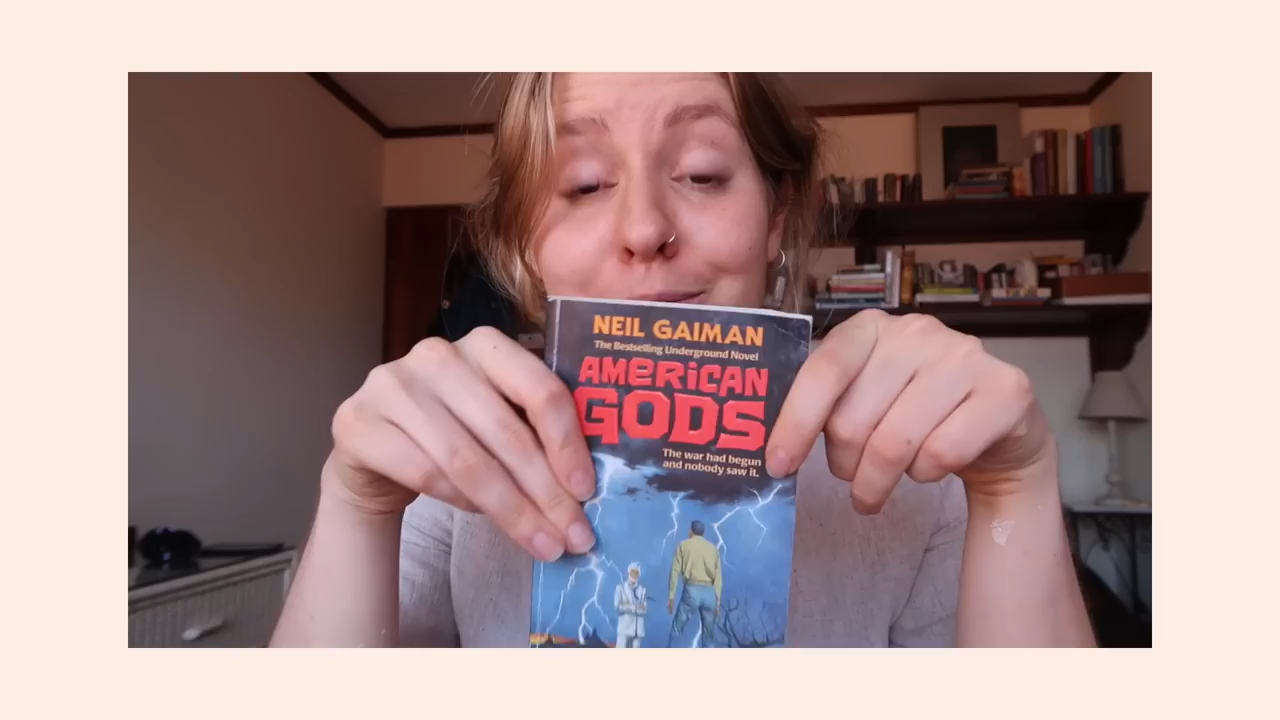 NEIL GAIMAN
The Bestselling Underground Novel
AMERICAN
GODS
The war had begun
and nobody saw it.